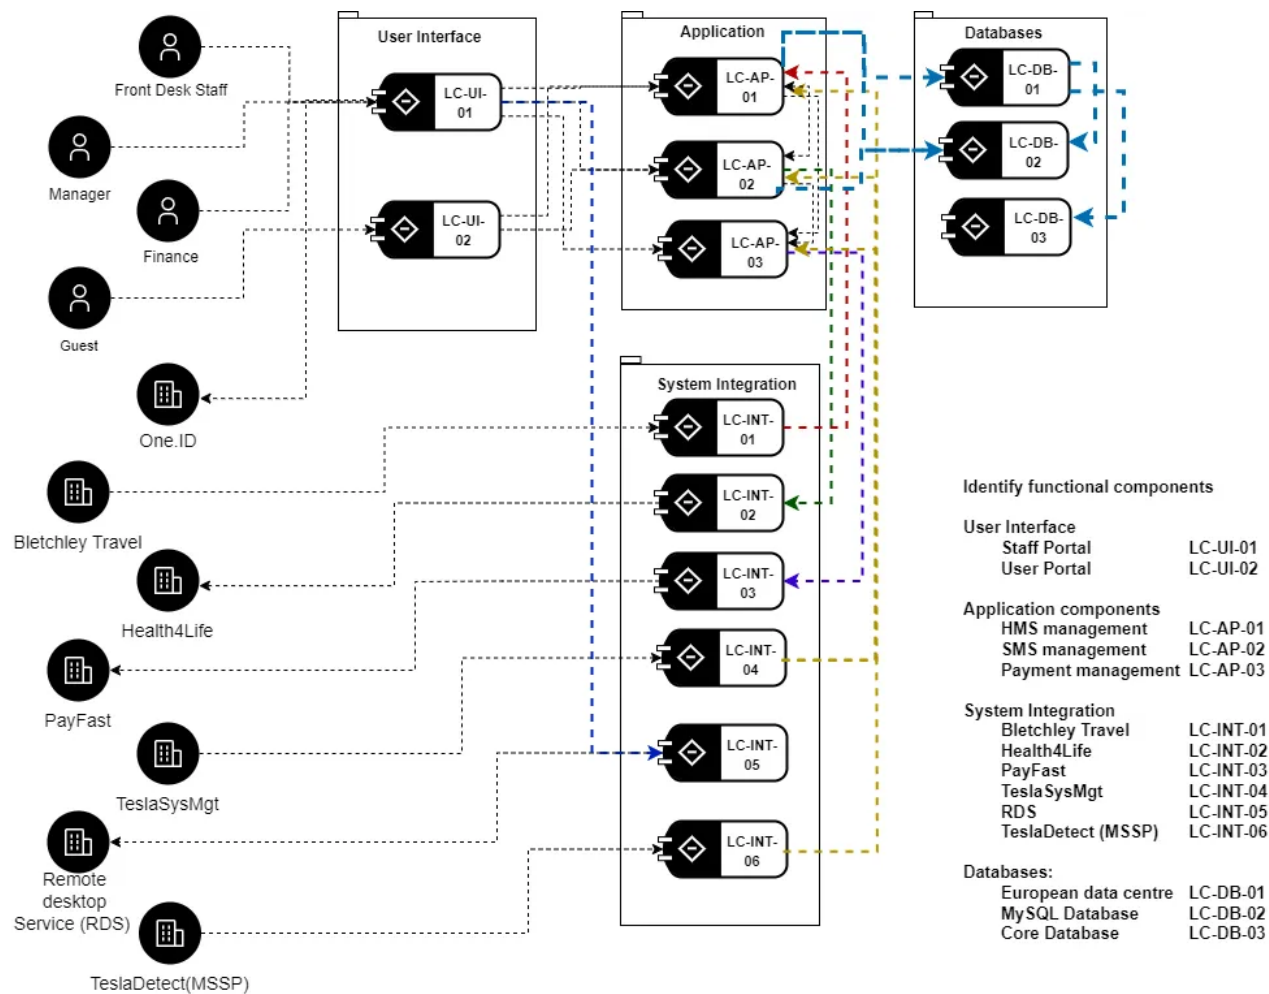 Front Desk Staff
Manager
Finance
Guest
One.ID
Bletchley Travel
Health4Life
PayFast
TeslaSysMgt
Remote
desktop
Service (RDS)
TeslaDetect(MSSP)
User Interface
LC-UI-
01
LC-UI-
02
Application
LC-AP-
01
LC-AP-
02
LC-AP-
03
Databases
LC-DB-
01
LC-DB-
02
LC-DB-
03
System Integration
LC-INT-
01
LC-INT-
02
LC-INT-
03
LC-INT-
04
LC-INT-
05
LC-INT-
06
Identify functional components
User Interface
Staff Portal LC-UI-01
User Portal LC-UI-02
Application components
HMS management LC-AP-01
SMS management LC-AP-02
Payment management LC-AP-03
System Integration
Bletchley Travel LC-INT-01
Health4Life LC-INT-02
PayFast LC-INT-03
TeslaSysMgt LC-INT-04
RDS LC-INT-05
TeslaDetect (MSSP) LC-INT-06
Databases:
European data centre LC-DB-01
MySQL Database LC-DB-02
Core Database LC-DB-03